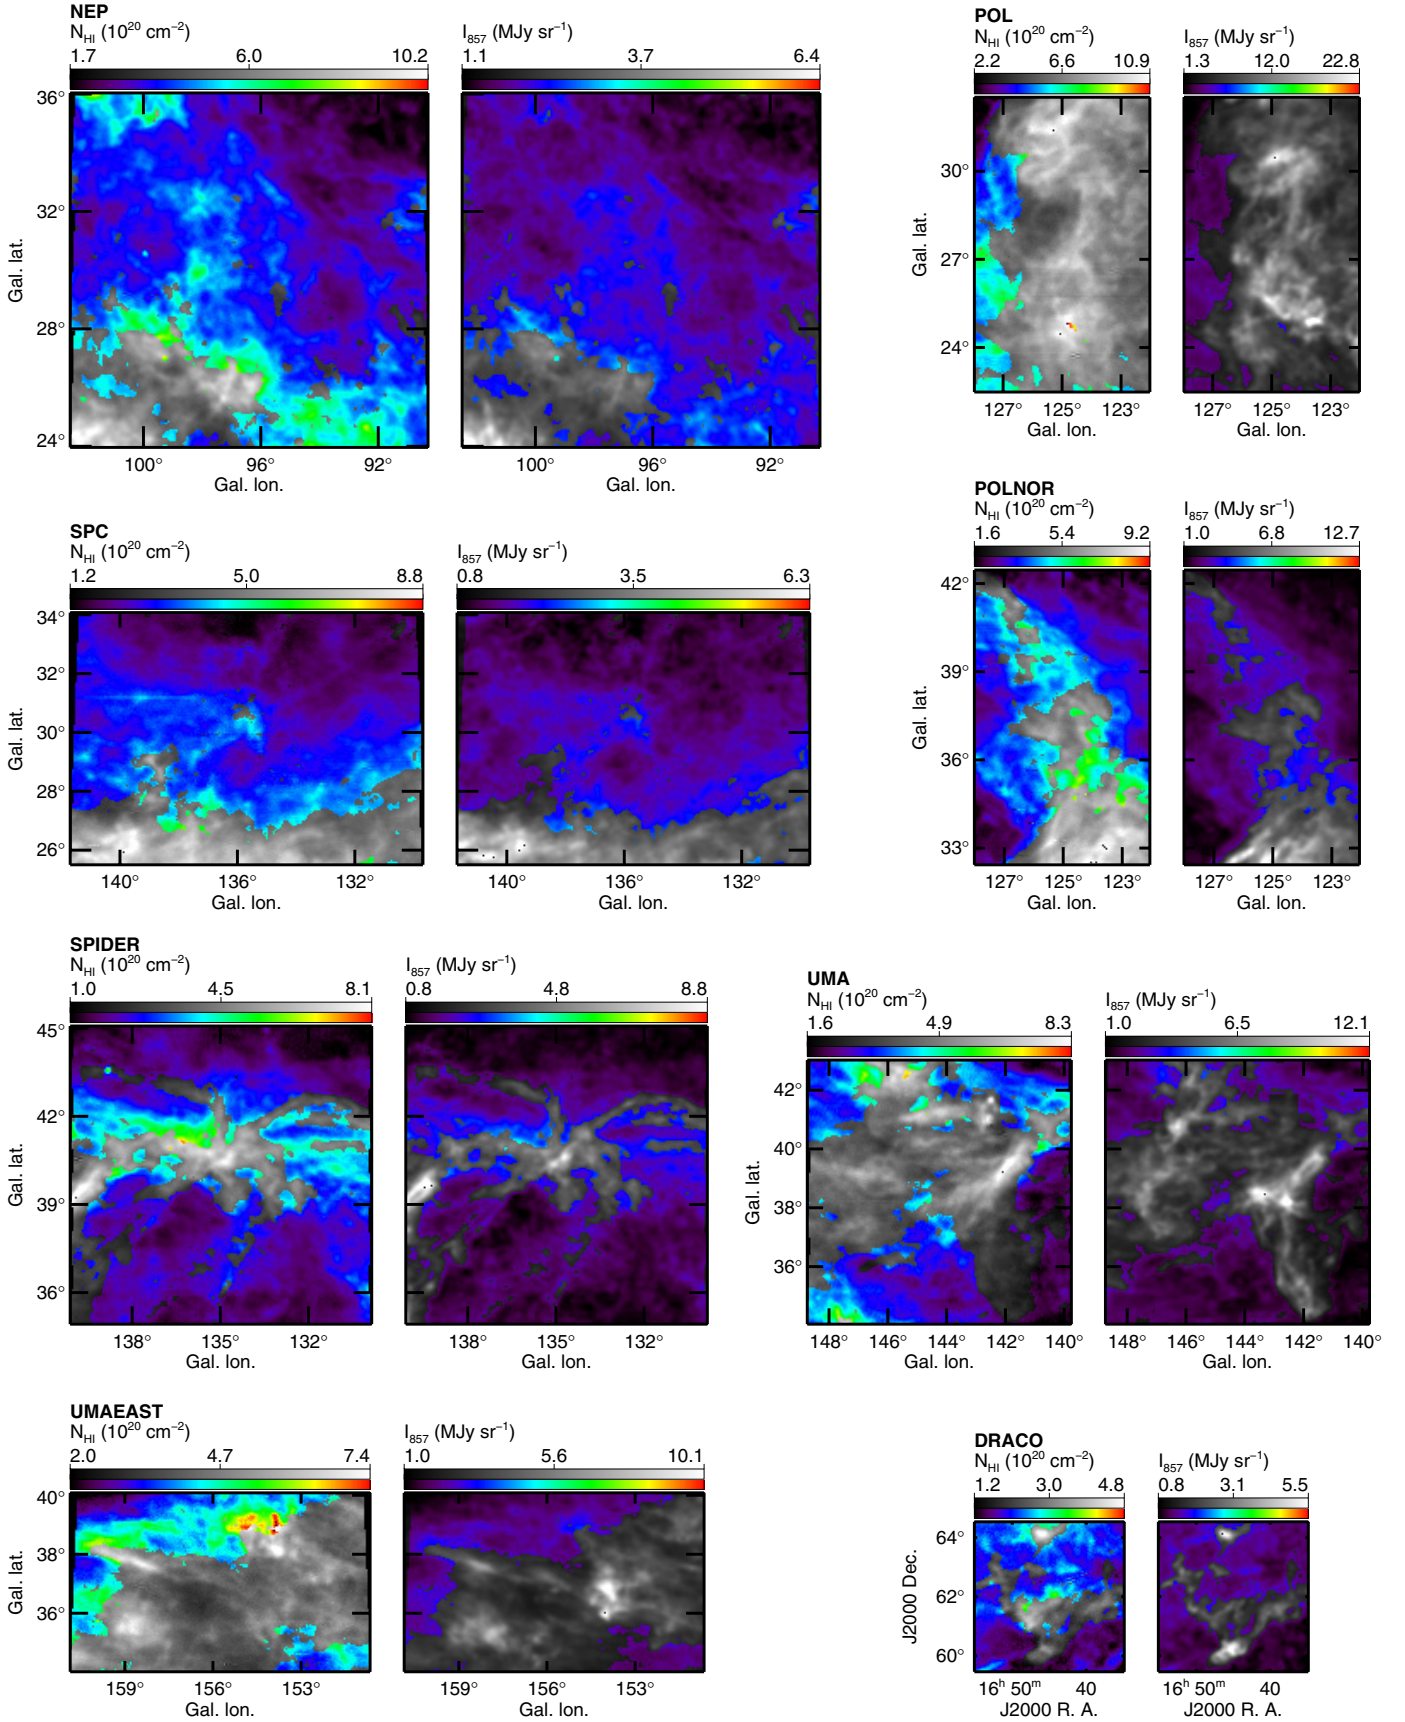 NEP
N_HI (10^20 cm^−2)
I_857 (MJy sr^−1)
1.7 6.0 10.2
1.1 3.7 6.4
36°
32°
28°
24°
Gal. lat.
100° 96° 92°
Gal. lon.
100° 96° 92°
Gal. lon.
POL
N_HI (10^20 cm^−2)
I_857 (MJy sr^−1)
2.2 6.6 10.9
1.3 12.0 22.8
30°
27°
24°
Gal. lat.
127° 125° 123°
Gal. lon.
127° 125° 123°
Gal. lon.
SPC
N_HI (10^20 cm^−2)
I_857 (MJy sr^−1)
1.2 5.0 8.8
0.8 3.5 6.3
34°
32°
30°
28°
26°
Gal. lat.
140° 136° 132°
Gal. lon.
140° 136° 132°
Gal. lon.
POLNOR
N_HI (10^20 cm^−2)
I_857 (MJy sr^−1)
1.6 5.4 9.2
1.0 6.8 12.7
42°
39°
36°
33°
Gal. lat.
127° 125° 123°
Gal. lon.
127° 125° 123°
Gal. lon.
SPIDER
N_HI (10^20 cm^−2)
I_857 (MJy sr^−1)
1.0 4.5 8.1
0.8 4.8 8.8
45°
42°
39°
36°
Gal. lat.
138° 135° 132°
Gal. lon.
138° 135° 132°
Gal. lon.
UMA
N_HI (10^20 cm^−2)
I_857 (MJy sr^−1)
1.6 4.9 8.3
1.0 6.5 12.1
42°
40°
38°
36°
Gal. lat.
148° 146° 144° 142° 140°
Gal. lon.
148° 146° 144° 142° 140°
Gal. lon.
UMAEAST
N_HI (10^20 cm^−2)
I_857 (MJy sr^−1)
2.0 4.7 7.4
1.0 5.6 10.1
40°
38°
36°
Gal. lat.
159° 156° 153°
Gal. lon.
159° 156° 153°
Gal. lon.
DRACO
N_HI (10^20 cm^−2)
I_857 (MJy sr^−1)
1.2 3.0 4.8
0.8 3.1 5.5
64°
62°
60°
J2000 Dec.
16^h 50^m 40
J2000 R. A.
16^h 50^m 40
J2000 R. A.